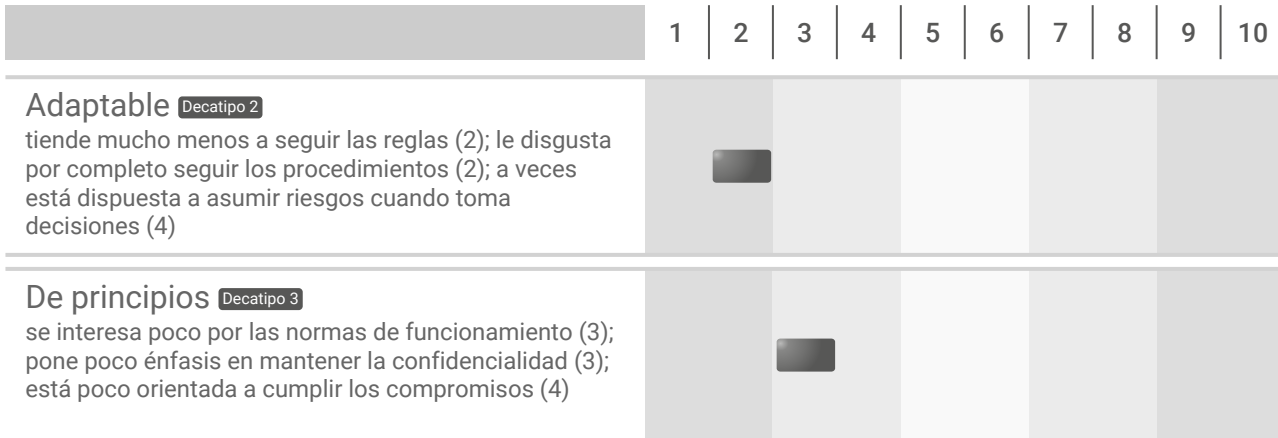 1 2 3 4 5 6 7 8 9 10
Adaptable Decatipo 2
tiende mucho menos a seguir las reglas (2); le disgusta
por completo seguir los procedimientos (2); a veces
está dispuesta a asumir riesgos cuando toma
decisiones (4)
De principios Decatipo 3
se interesa poco por las normas de funcionamiento (3);
pone poco énfasis en mantener la confidencialidad (3);
está poco orientada a cumplir los compromisos (4)